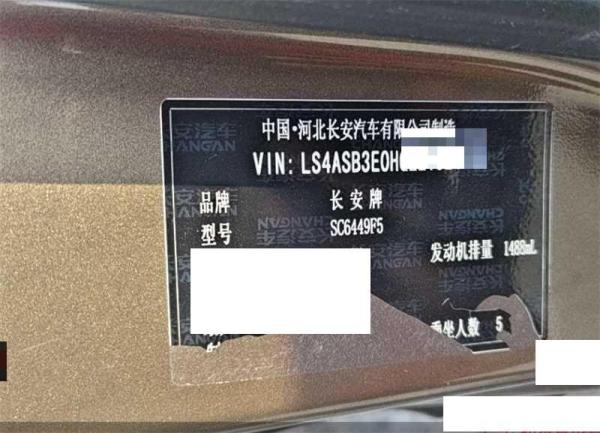 中国·河北长安汽车有限公司制造
VIN: LS4ASB3E0H
品牌 长安牌
型号 SC6449F5
发动机排量 1488mL
乘坐人数 5